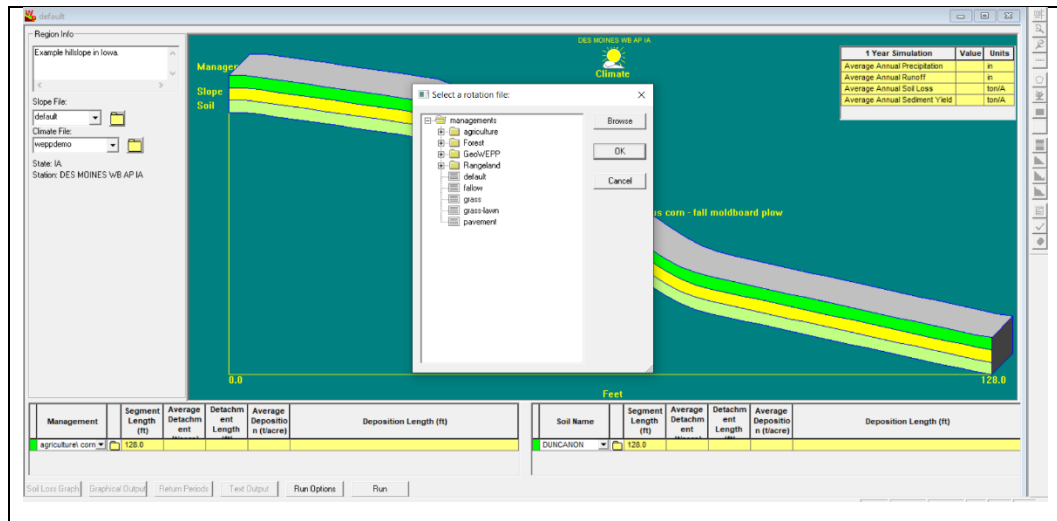 default
Region Info
Example hillslope in Iowa.
Slope File:
default
Climate File:
weppdemo
State: IA
Station: DES MOINES WB AP IA
DES MOINES WB AP IA
Climate
Manage
Slope
Soil
1 Year Simulation Value Units
Average Annual Precipitation in
Average Annual Runoff in
Average Annual Soil Loss ton/A
Average Annual Sediment Yield ton/A
Select a rotation file:
managements
agriculture
Forest
GeoWEPP
Rangeland
default
fallow
grass
grass-lawn
pavement
Browse
OK
Cancel
corn - fall moldboard plow
0.0
128.0
Feet
Management Segment Length (ft) Average Detachm ent Detachm ent Length Average Depositio n (t/acre) Deposition Length (ft)
agriculture\ corn 128.0
Soil Name Segment Length (ft) Average Detachm ent Detachm ent Length Average Depositio n (t/acre) Deposition Length (ft)
DUNCANON 128.0
Soil Loss Graph Graphical Output Return Periods Text Output Run Options Run